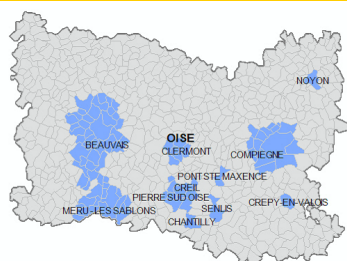 NOYON
OISE
BEAUVAIS
CLERMONT
COMPIEGNE
PONT STE MAXENCE
CREIL
PIERRE SUD OISE
CREPY-EN-VALOIS
MERU - LES SABLONS
SENLIS
CHANTILLY